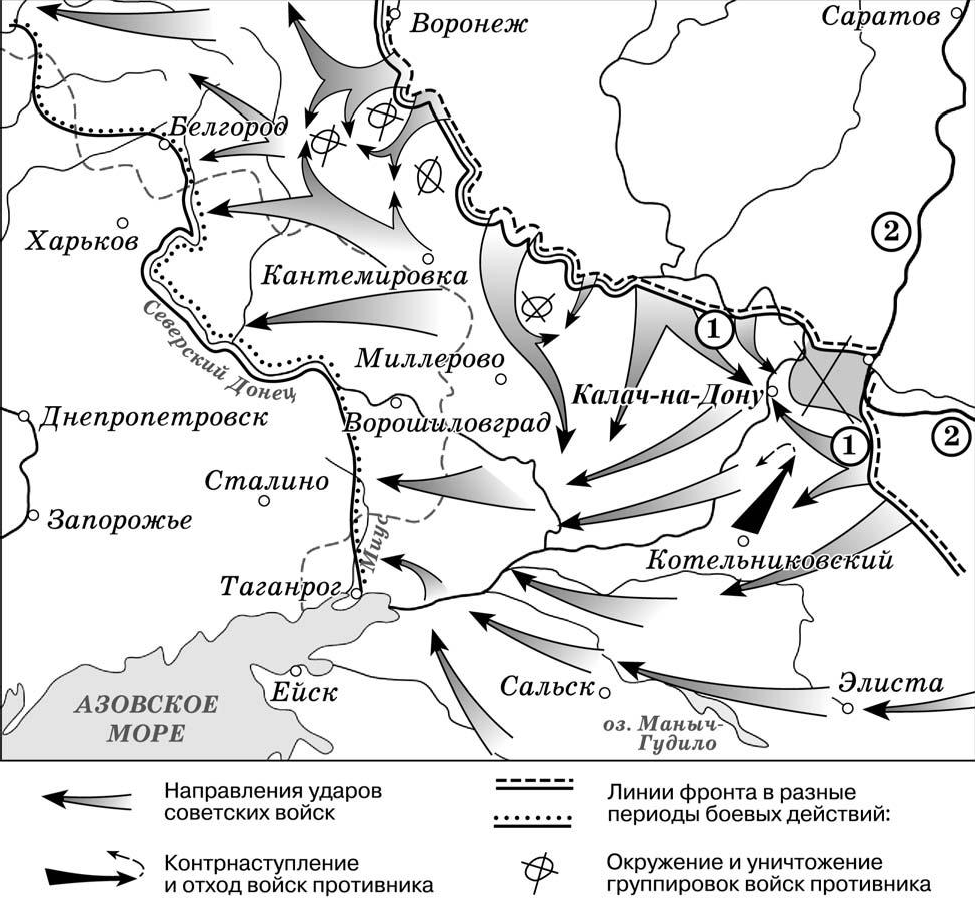 Воронеж
Саратов
Белгород
2
Харьков
Кантемировка
Северский Донец
1
Миллерово
Калач-на-Дону
Днепропетровск
Ворошиловград
1
2
Сталино
Запорожье
Миус
Котельниковский
Таганрог
Ейск
Сальск
Элиста
АЗОВСКОЕ
МОРЕ
оз. Маныч-
Гудило
Направления ударов
советских войск
Линии фронта в разные
периоды боевых действий:
Контрнаступление
и отход войск противника
Окружение и уничтожение
группировок войск противника